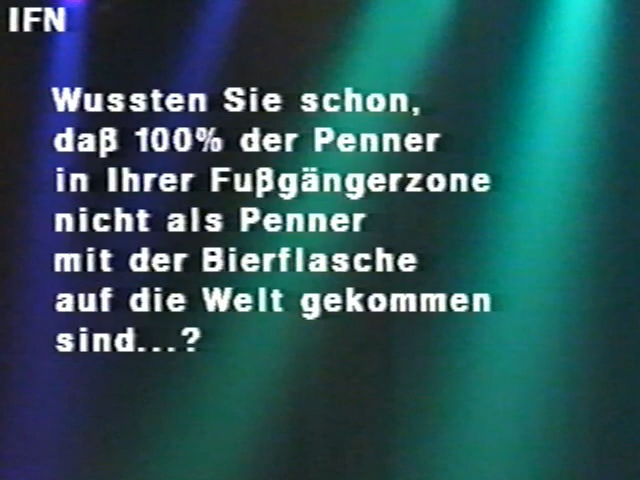 IFN
Wussten Sie schon,
daβ 100% der Penner
in Ihrer Fuβgängerzone
nicht als Penner
mit der Bierflasche
auf die Welt gekommen
sind...?